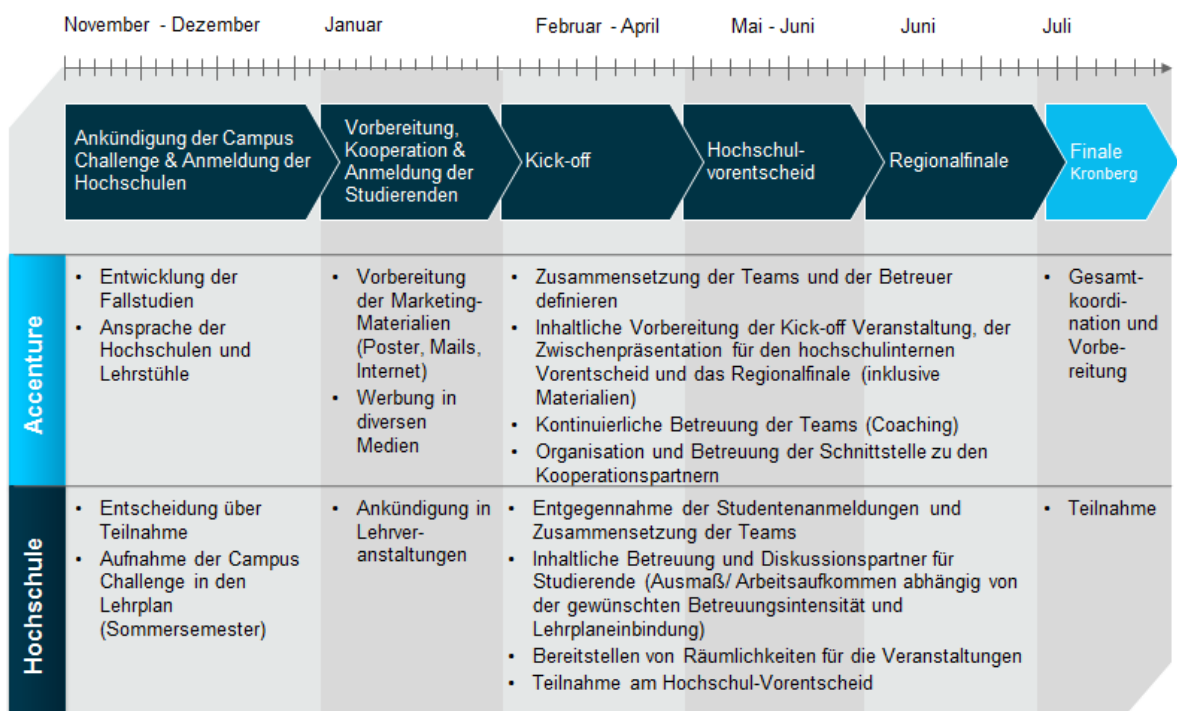 November - Dezember
Januar
Februar - April
Mai - Juni
Juni
Juli
Ankündigung der Campus
Challenge & Anmeldung der
Hochschulen
Vorbereitung,
Kooperation &
Anmeldung der
Studierenden
Kick-off
Hochschul-
vorentscheid
Regionalfinale
Finale
Kronberg
Accenture
• Entwicklung der
Fallstudien
• Ansprache der
Hochschulen und
Lehrstühle
• Vorbereitung
der Marketing-
Materialien
(Poster, Mails,
Internet)
• Werbung in
diversen
Medien
• Zusammensetzung der Teams und der Betreuer
definieren
• Inhaltliche Vorbereitung der Kick-off Veranstaltung, der
Zwischenpräsentation für den hochschulinternen
Vorentscheid und das Regionalfinale (inklusive
Materialien)
• Kontinuierliche Betreuung der Teams (Coaching)
• Organisation und Betreuung der Schnittstelle zu den
Kooperationspartnern
• Gesamt-
koordi-
nation und
Vorbe-
reitung
Hochschule
• Entscheidung über
Teilnahme
• Aufnahme der Campus
Challenge in den
Lehrplan
(Sommersemester)
• Ankündigung in
Lehrver-
anstaltungen
• Entgegennahme der Studentenanmeldungen und
Zusammensetzung der Teams
• Inhaltliche Betreuung und Diskussionspartner für
Studierende (Ausmaß/ Arbeitsaufkommen abhängig von
der gewünschten Betreuungsintensität und
Lehrplaneinbindung)
• Bereitstellen von Räumlichkeiten für die Veranstaltungen
• Teilnahme am Hochschul-Vorentscheid
• Teilnahme